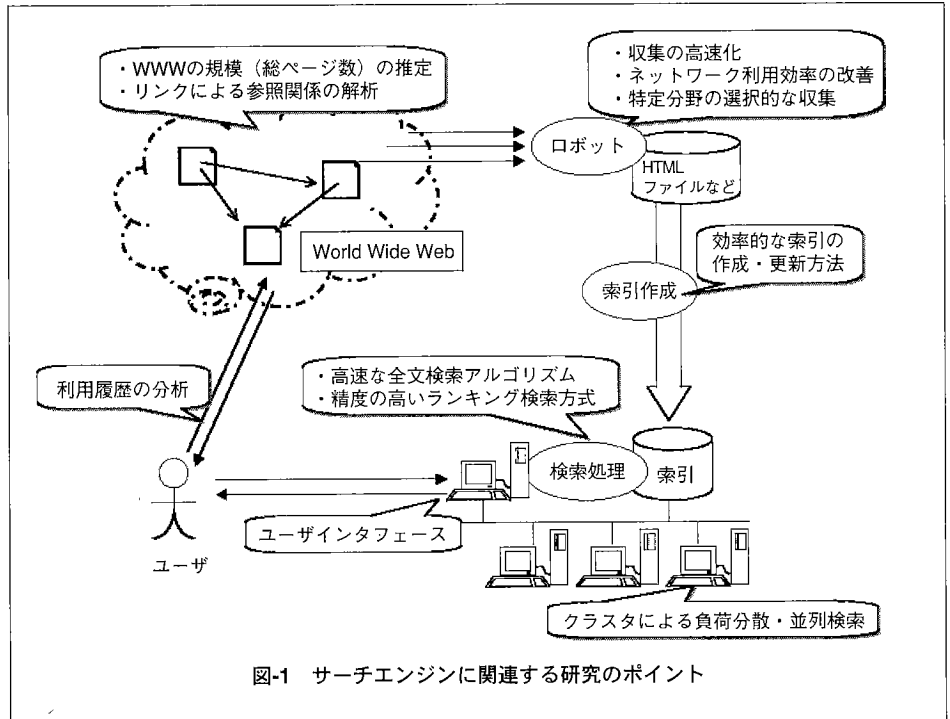 ・WWWの規模（総ページ数）の推定
・リンクによる参照関係の解析
・収集の高速化
・ネットワーク利用効率の改善
・特定分野の選択的な収集
ロボット
HTML
ファイルなど
World Wide Web
効率的な索引の
作成・更新方法
索引作成
利用履歴の分析
・高速な全文検索アルゴリズム
・精度の高いランキング検索方式
検索処理
索引
ユーザインタフェース
ユーザ
クラスタによる負荷分散・並列検索
図-1 サーチエンジンに関連する研究のポイント